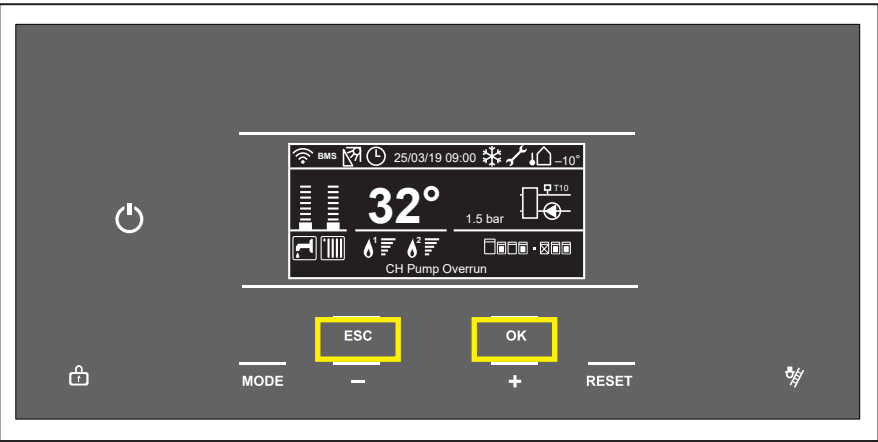 BMS 25/03/19 09:00 –10°
32°
1.5 bar
T10
1 2
CH Pump Overrun
ESC OK
MODE – + RESET